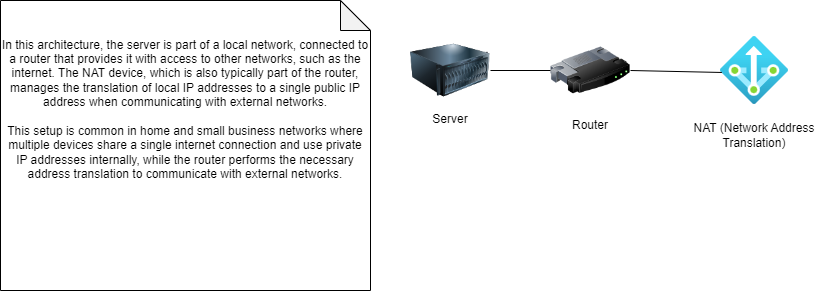 In this architecture, the server is part of a local network, connected to
a router that provides it with access to other networks, such as the
internet. The NAT device, which is also typically part of the router,
manages the translation of local IP addresses to a single public IP
address when communicating with external networks.
This setup is common in home and small business networks where
multiple devices share a single internet connection and use private
IP addresses internally, while the router performs the necessary
address translation to communicate with external networks.
Server
Router
NAT (Network Address
Translation)